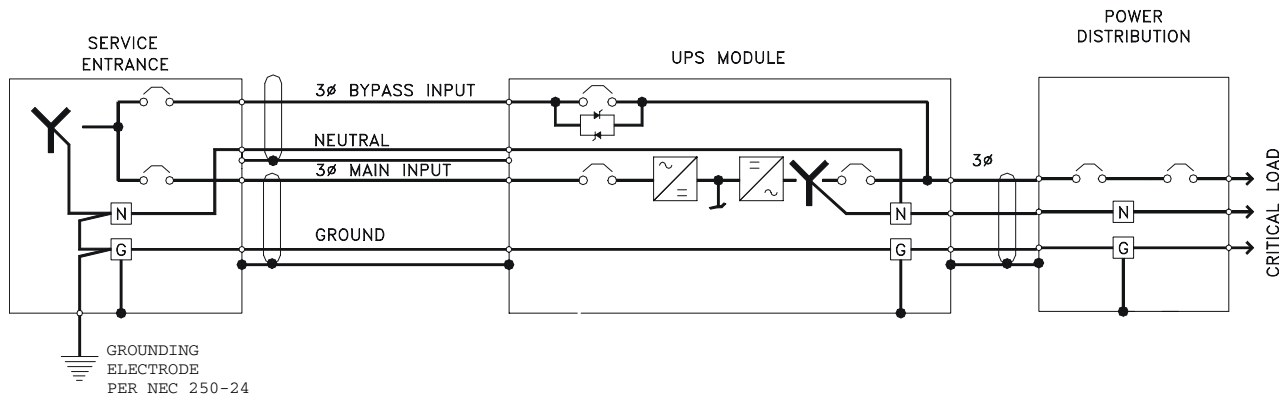 SERVICE
ENTRANCE
UPS MODULE
POWER
DISTRIBUTION
3ø BYPASS INPUT
NEUTRAL
3ø MAIN INPUT
3ø
N
N
N
GROUND
G
G
G
CRITICAL LOAD
GROUNDING
ELECTRODE
PER NEC 250-24